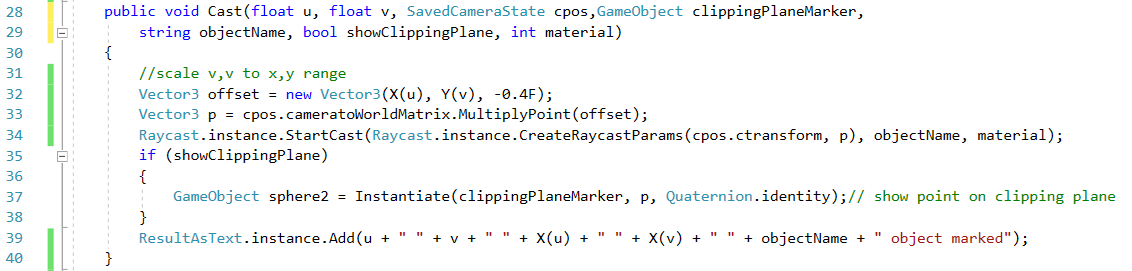 28 public void Cast(float u, float v, SavedCameraState cpos,GameObject clippingPlaneMarker,
29 string objectName, bool showClippingPlane, int material)
30 {
31 //scale v,v to x,y range
32 Vector3 offset = new Vector3(X(u), Y(v), -0.4F);
33 Vector3 p = cpos.cameratoWorldMatrix.MultiplyPoint(offset);
34 Raycast.instance.StartCast(Raycast.instance.CreateRaycastParams(cpos.ctransform, p), objectName, material);
35 if (showClippingPlane)
36 {
37 GameObject sphere2 = Instantiate(clippingPlaneMarker, p, Quaternion.identity);// show point on clipping plane
38 }
39 ResultAsText.instance.Add(u + " " + v + " " + X(u) + " " + X(v) + " " + objectName + " object marked");
40 }